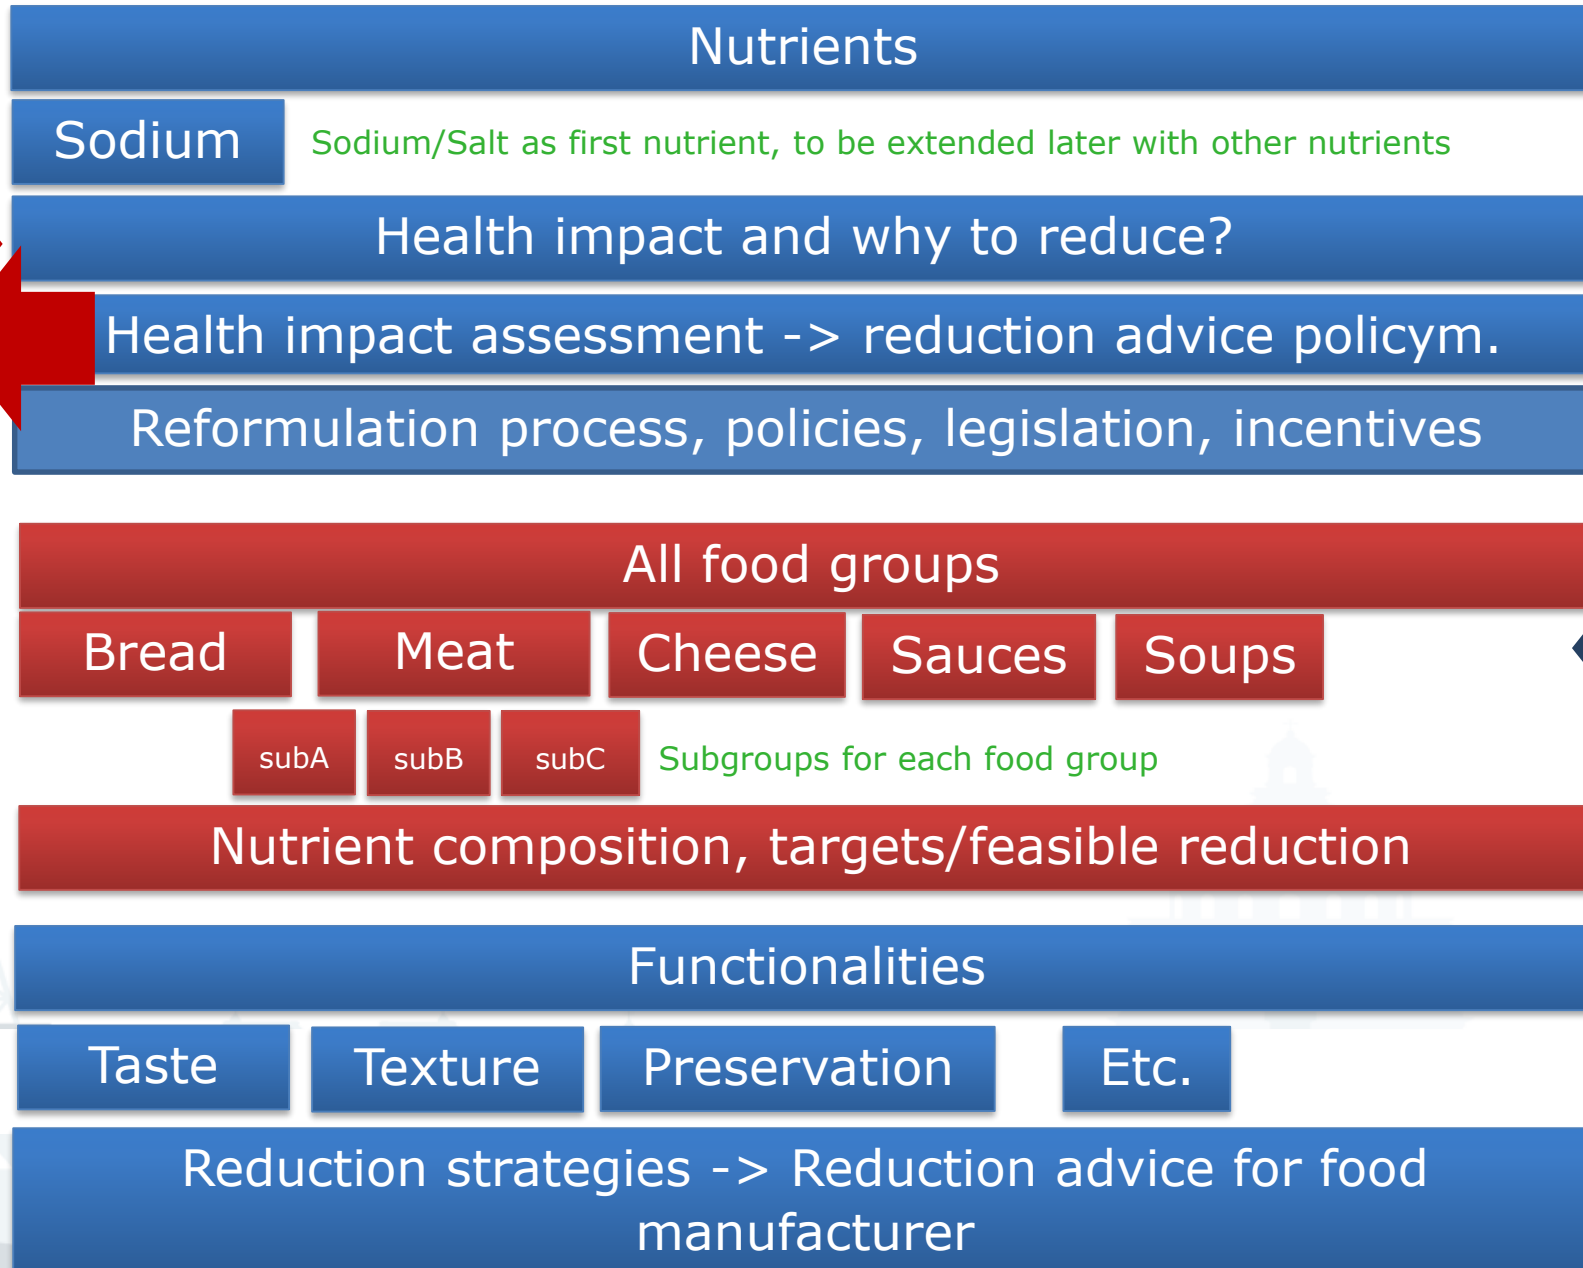 Nutrients
Sodium
Sodium/Salt as first nutrient, to be extended later with other nutrients
Health impact and why to reduce?
Health impact assessment -> reduction advice policym.
Reformulation process, policies, legislation, incentives
All food groups
Bread
Meat
Cheese
Sauces
Soups
subA
subB
subC
Subgroups for each food group
Nutrient composition, targets/feasible reduction
Functionalities
Taste
Texture
Preservation
Etc.
Reduction strategies -> Reduction advice for food
manufacturer